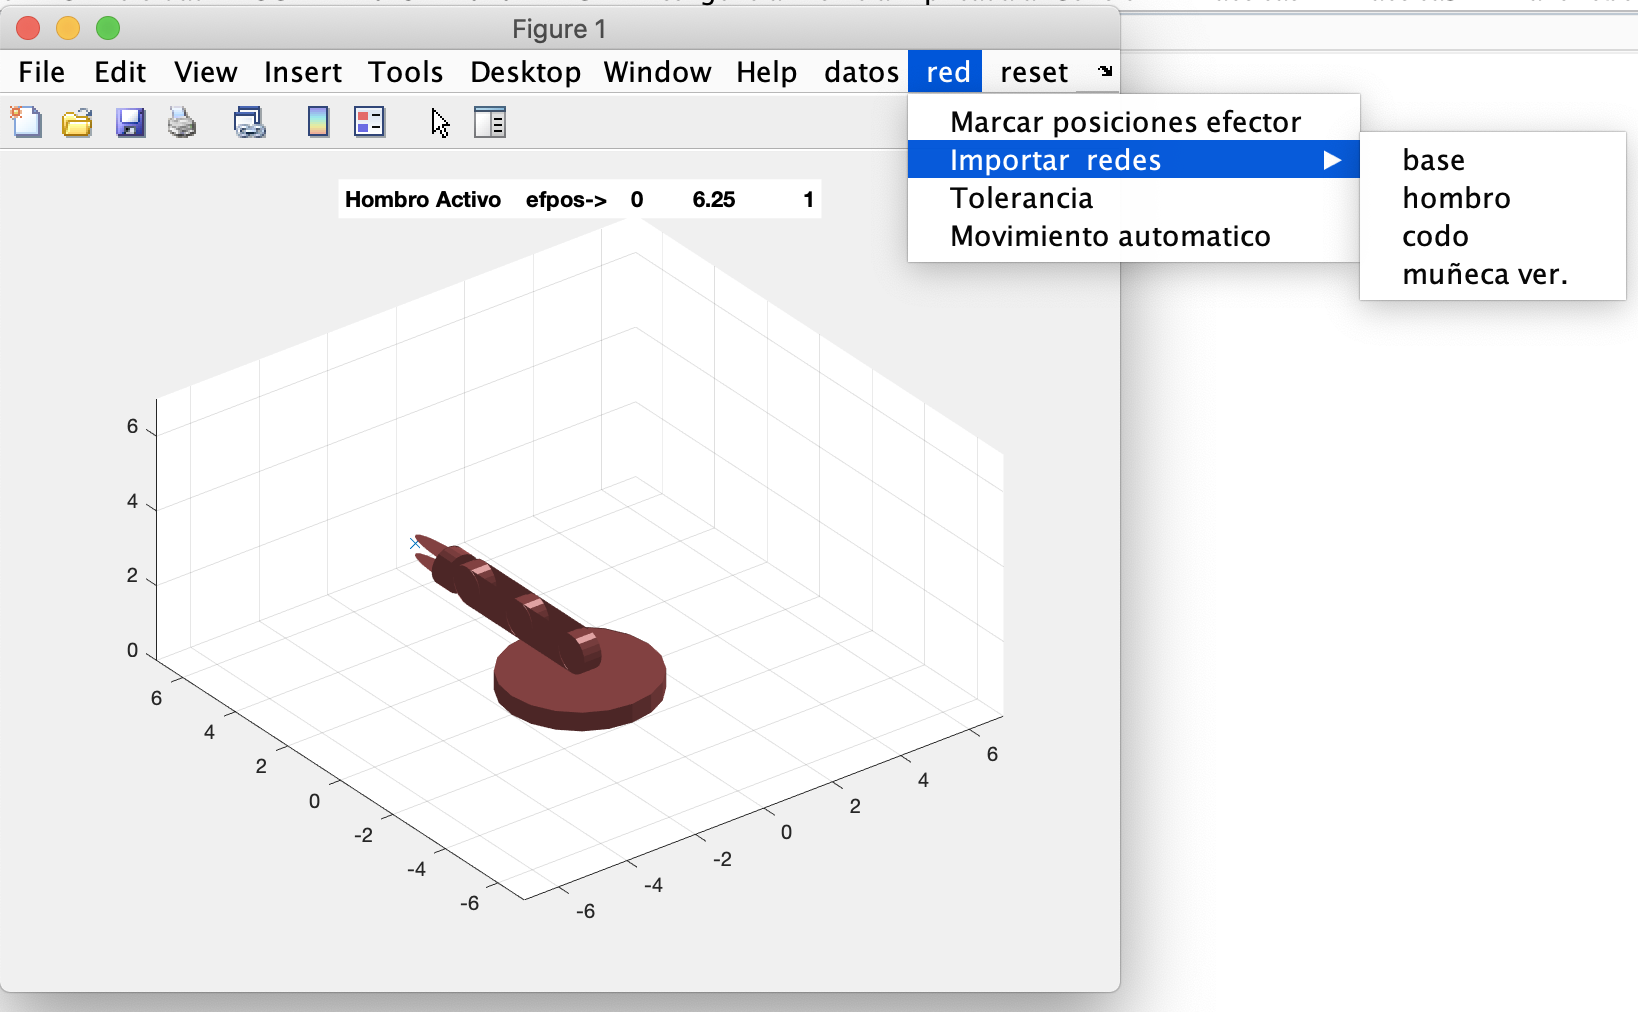 Figure 1
File Edit View Insert Tools Desktop Window Help datos red reset
Marcar posiciones efector
Importar redes
Tolerancia
Movimiento automatico
base
hombro
codo
muñeca ver.
Hombro Activo efpos-> 0 6.25 1
6
4
2
0
6
4
2
0
-2
-4
-6
-6
-4
-2
0
2
4
6